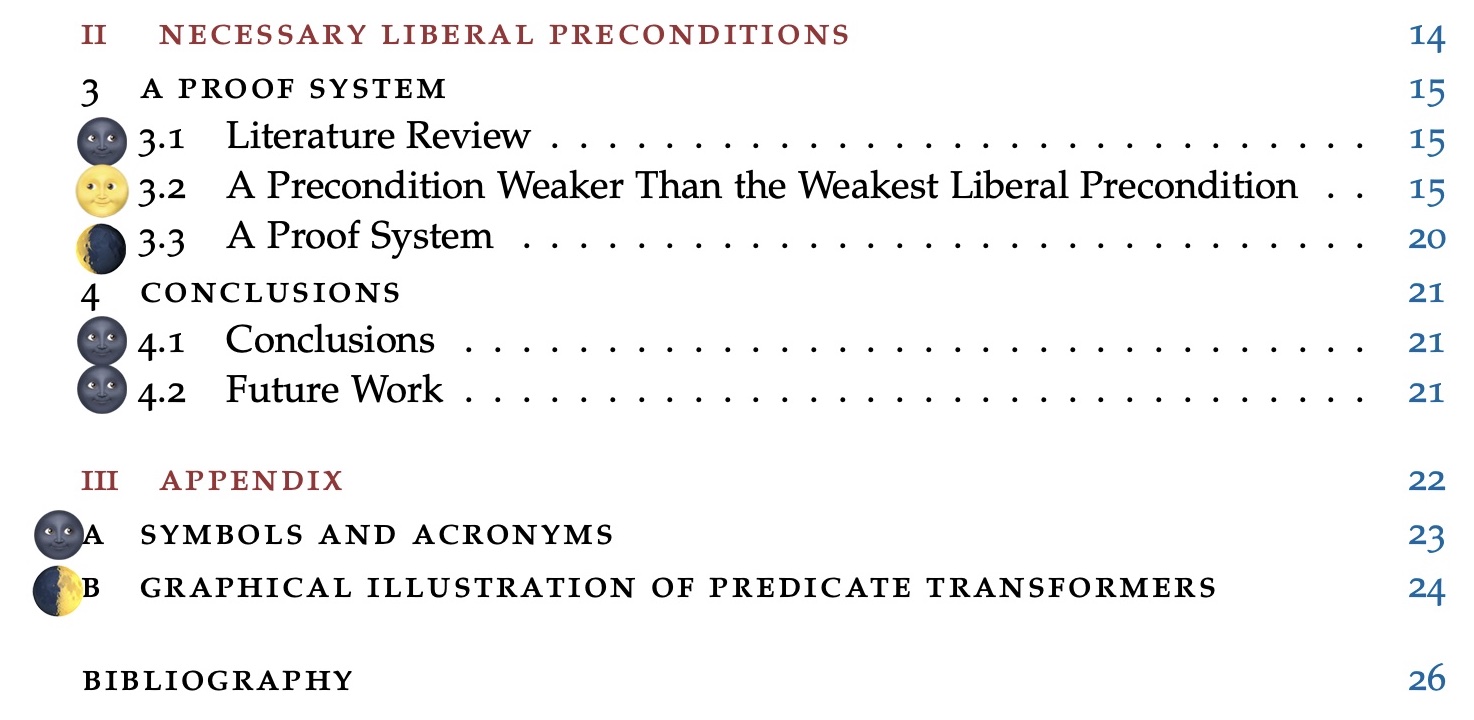 II NECESSARY LIBERAL PRECONDITIONS 14
3 A PROOF SYSTEM 15
🌚 3.1 Literature Review . . . . . . . . . . . . . . . . . . . . . . . . . . . . . 15
🌝 3.2 A Precondition Weaker Than the Weakest Liberal Precondition . . 15
🌘 3.3 A Proof System . . . . . . . . . . . . . . . . . . . . . . . . . . . . . . 20
4 CONCLUSIONS 21
🌚 4.1 Conclusions . . . . . . . . . . . . . . . . . . . . . . . . . . . . . . . . 21
🌚 4.2 Future Work . . . . . . . . . . . . . . . . . . . . . . . . . . . . . . . . 21
III APPENDIX 22
🌚 A SYMBOLS AND ACRONYMS 23
🌓 B GRAPHICAL ILLUSTRATION OF PREDICATE TRANSFORMERS 24
BIBLIOGRAPHY 26